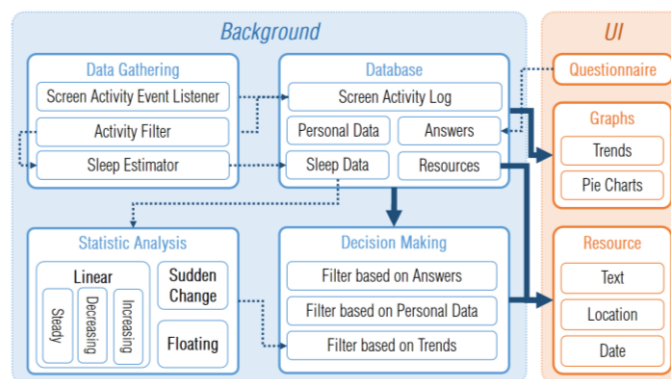 Background
UI
Data Gathering
Screen Activity Event Listener
Activity Filter
Sleep Estimator
Database
Screen Activity Log
Personal Data
Answers
Sleep Data
Resources
Questionnaire
Graphs
Trends
Pie Charts
Statistic Analysis
Linear
Steady
Decreasing
Increasing
Sudden
Change
Floating
Decision Making
Filter based on Answers
Filter based on Personal Data
Filter based on Trends
Resource
Text
Location
Date